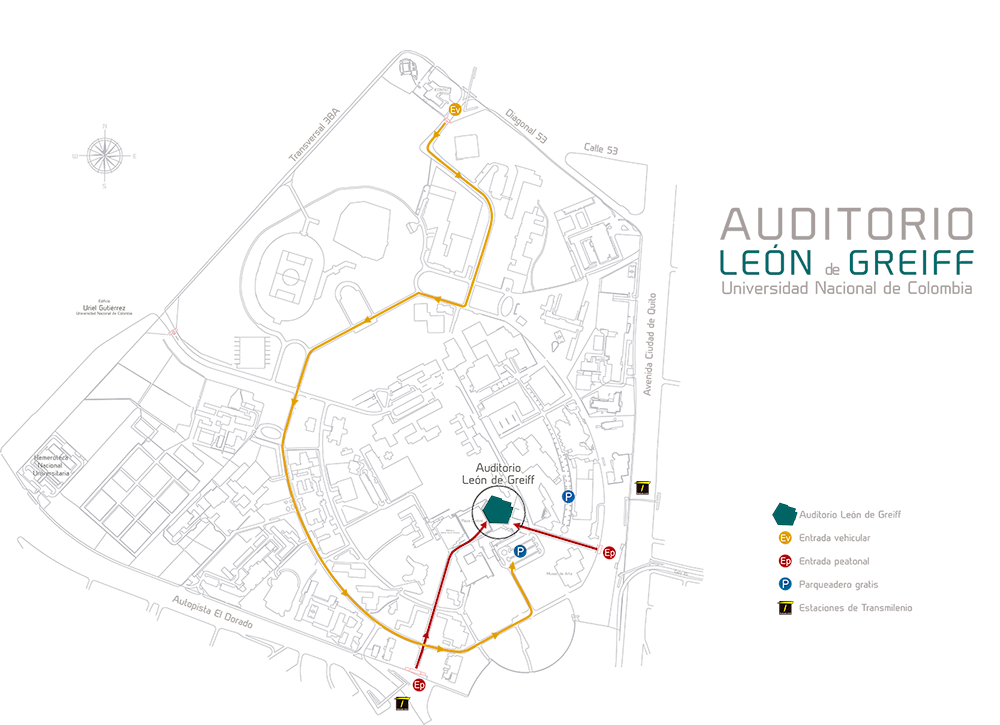 Ev
Transversal 38A
Diagonal 53
Calle 53
N
W
E
S
AUDITORIO
LEÓN de GREIFF
Universidad Nacional de Colombia
Edificio
Uriel Gutiérrez
Universidad Nacional de Colombia
Avenida Ciudad de Quito
Hemeroteca
Nacional
Universitaria
Auditorio
León de Greiff
P
P
Ep
Museo de Arte
Autopista El Dorado
Ep
Auditorio León de Greiff
Ev Entrada vehicular
Ep Entrada peatonal
P Parqueadero gratis
Estaciones de Transmilenio